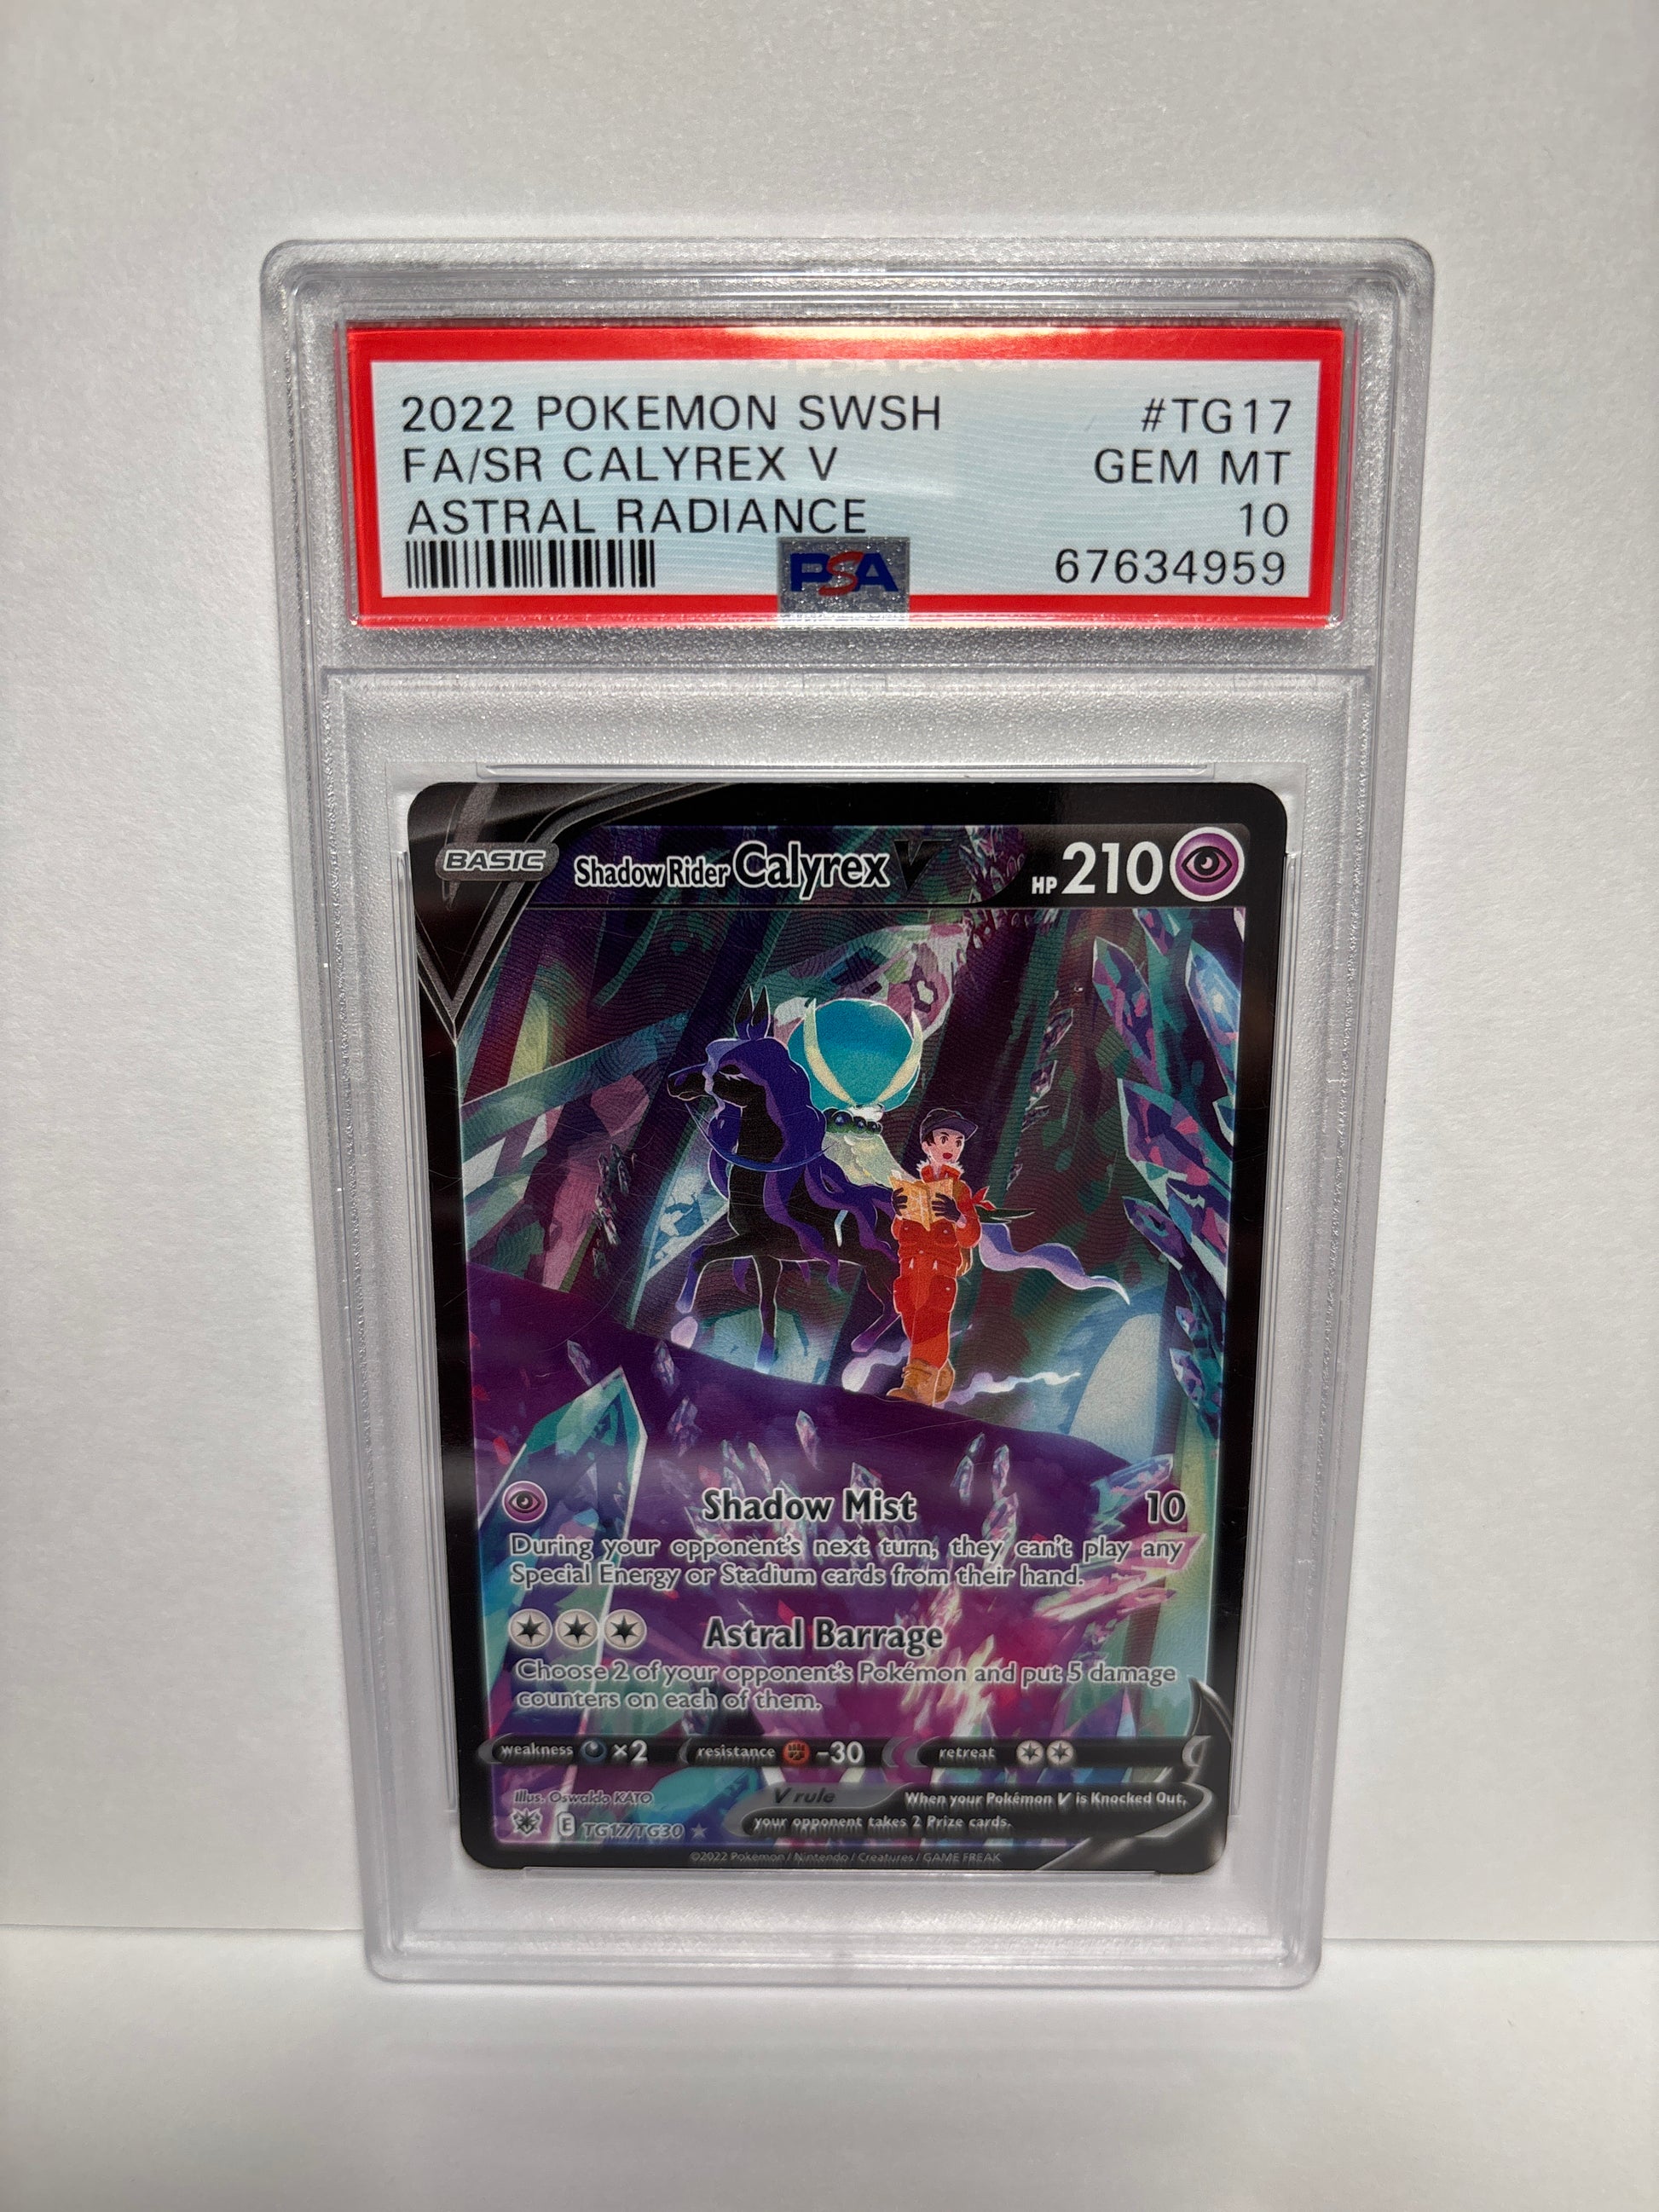 2022 POKEMON SWSH #TG17
FA/SR CALYREX V GEM MT
ASTRAL RADIANCE 10
PSA 67634959
BASIC Shadow Rider Calyrex V HP 210
Shadow Mist 10
During your opponent's next turn, they can't play any
Special Energy or Stadium cards from their hand.
Astral Barrage
Choose 2 of your opponent's Pokémon and put 5 damage
counters on each of them.
weakness ×2 resistance -30 retreat
Illus. Oswaldo KATO V rule When your Pokémon V is Knocked Out,
E TG17/TG30 your opponent takes 2 Prize cards.
©2022 Pokémon / Nintendo / Creatures / GAME FREAK